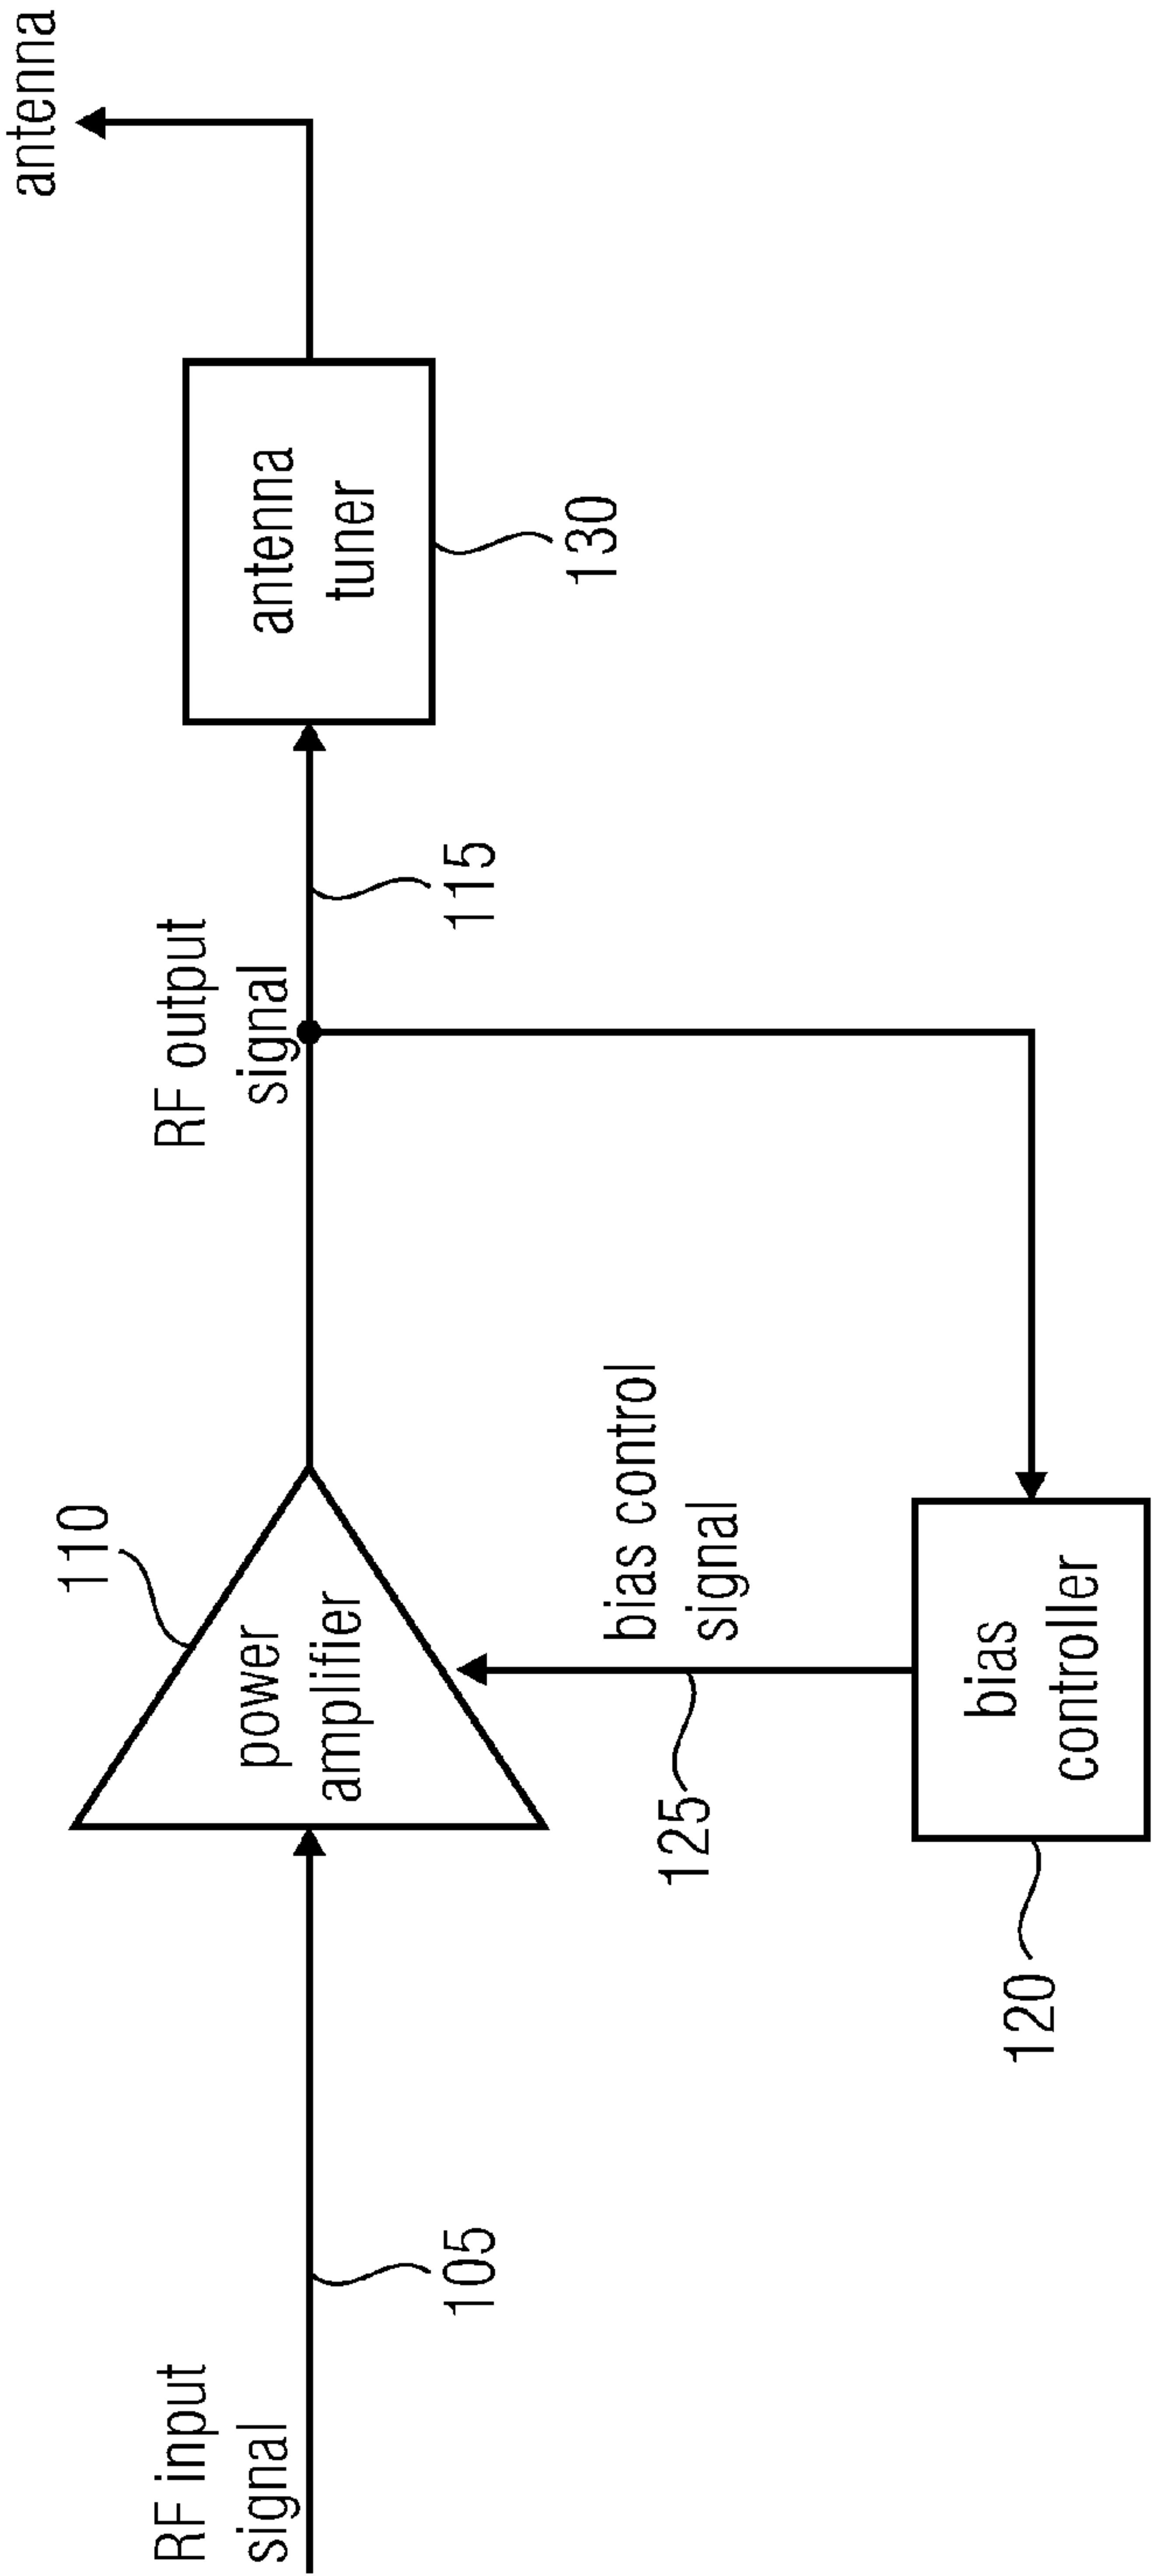 RF input
signal
105
110
power
amplifier
bias control
signal
125
bias
controller
120
RF output
signal
115
antenna
tuner
130
antenna